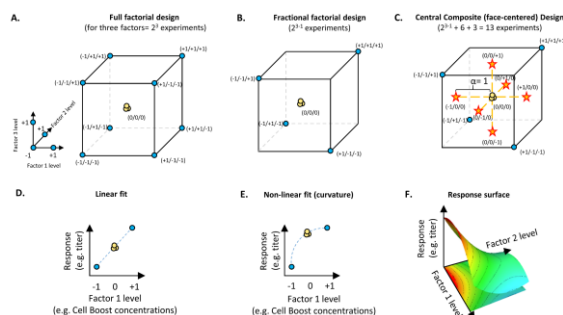 A.
Full factorial design
(for three factors= 2³ experiments)
(+1/+1/+1)
(-1/-1/+1)
(+1/-1/+1)
(0/0/0)
(-1/+1/-1)
(+1/+1/-1)
(+1/-1/-1)
Factor 3 level
+1
+1
-1
+1
Factor 1 level
Factor 1 level
B.
Fractional factorial design
(2³⁻¹ experiments)
(+1/+1/+1)
(-1/-1/+1)
(0/0/0)
(-1/+1/-1)
(+1/-1/-1)
C.
Central Composite (face-centered) Design
(2³⁻¹ + 6 + 3 = 13 experiments)
(+1/+1/+1)
(0/0/+1)
(-1/-1/+1)
(0/+1/0)
α= 1
(+1/0/0)
(-1/0/0)
(0/0/0)
(0/-1/0)
(-1/+1/-1)
(0/0/-1)
(+1/-1/-1)
D.
Linear fit
Response
(e.g. titer)
-1 0 +1
Factor 1 level
(e.g. Cell Boost concentrations)
E.
Non-linear fit (curvature)
Response
(e.g. titer)
-1 0 +1
Factor 1 level
(e.g. Cell Boost concentrations)
F.
Response surface
Response
(e.g. titer)
Factor 2 level
Factor 1 level